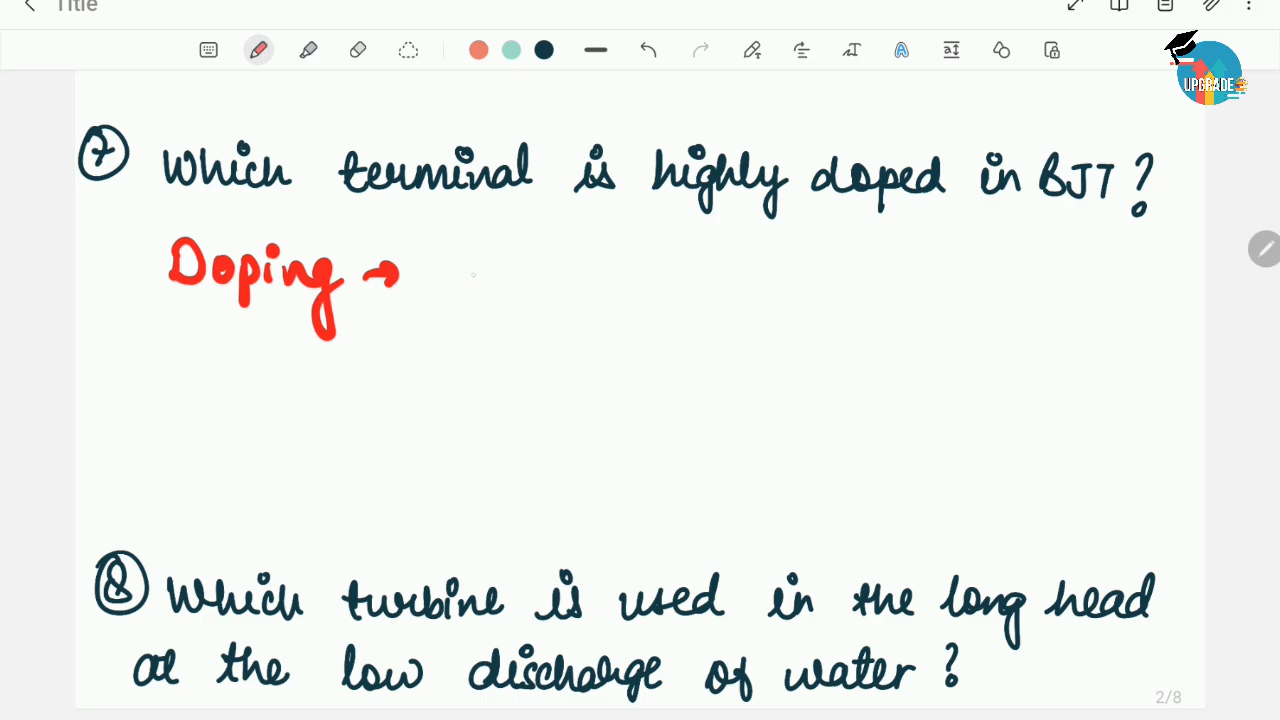 Title
UPGRADE
7 Which terminal is highly doped in BJT?
Doping →
8 Which turbine is used in the long head
at the low discharge of water?
2/8